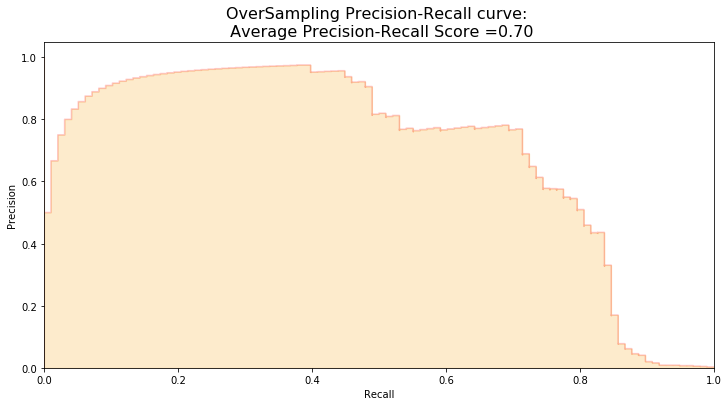 OverSampling Precision-Recall curve:
Average Precision-Recall Score =0.70
1.0
0.8
0.6
0.4
0.2
0.0
Precision
0.0 0.2 0.4 0.6 0.8 1.0
Recall